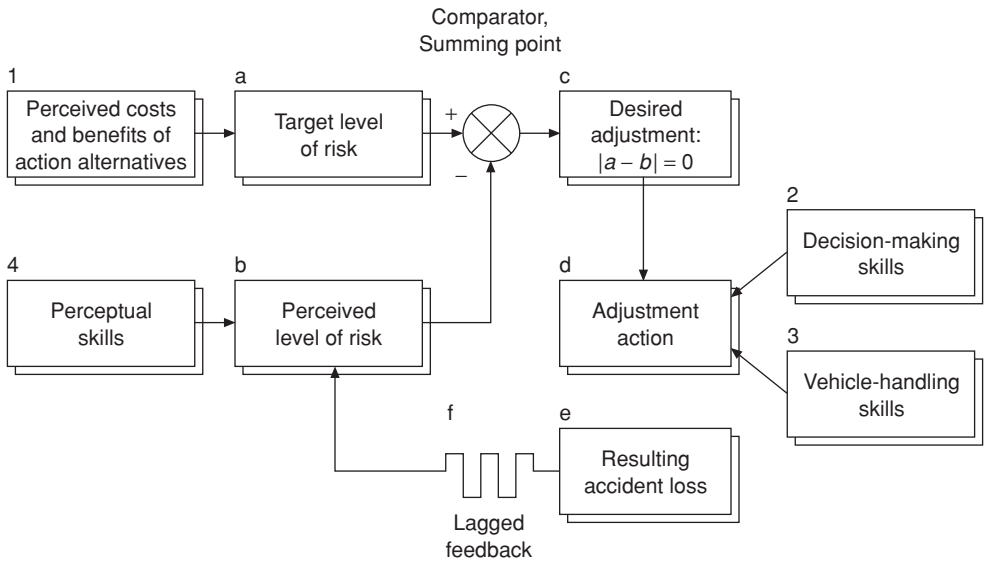 Comparator,
Summing point
1
Perceived costs
and benefits of
action alternatives
a
Target level
of risk
+
−
c
Desired
adjustment:
|a − b| = 0
2
Decision-making
skills
4
Perceptual
skills
b
Perceived
level of risk
d
Adjustment
action
3
Vehicle-handling
skills
f
Lagged
feedback
e
Resulting
accident loss